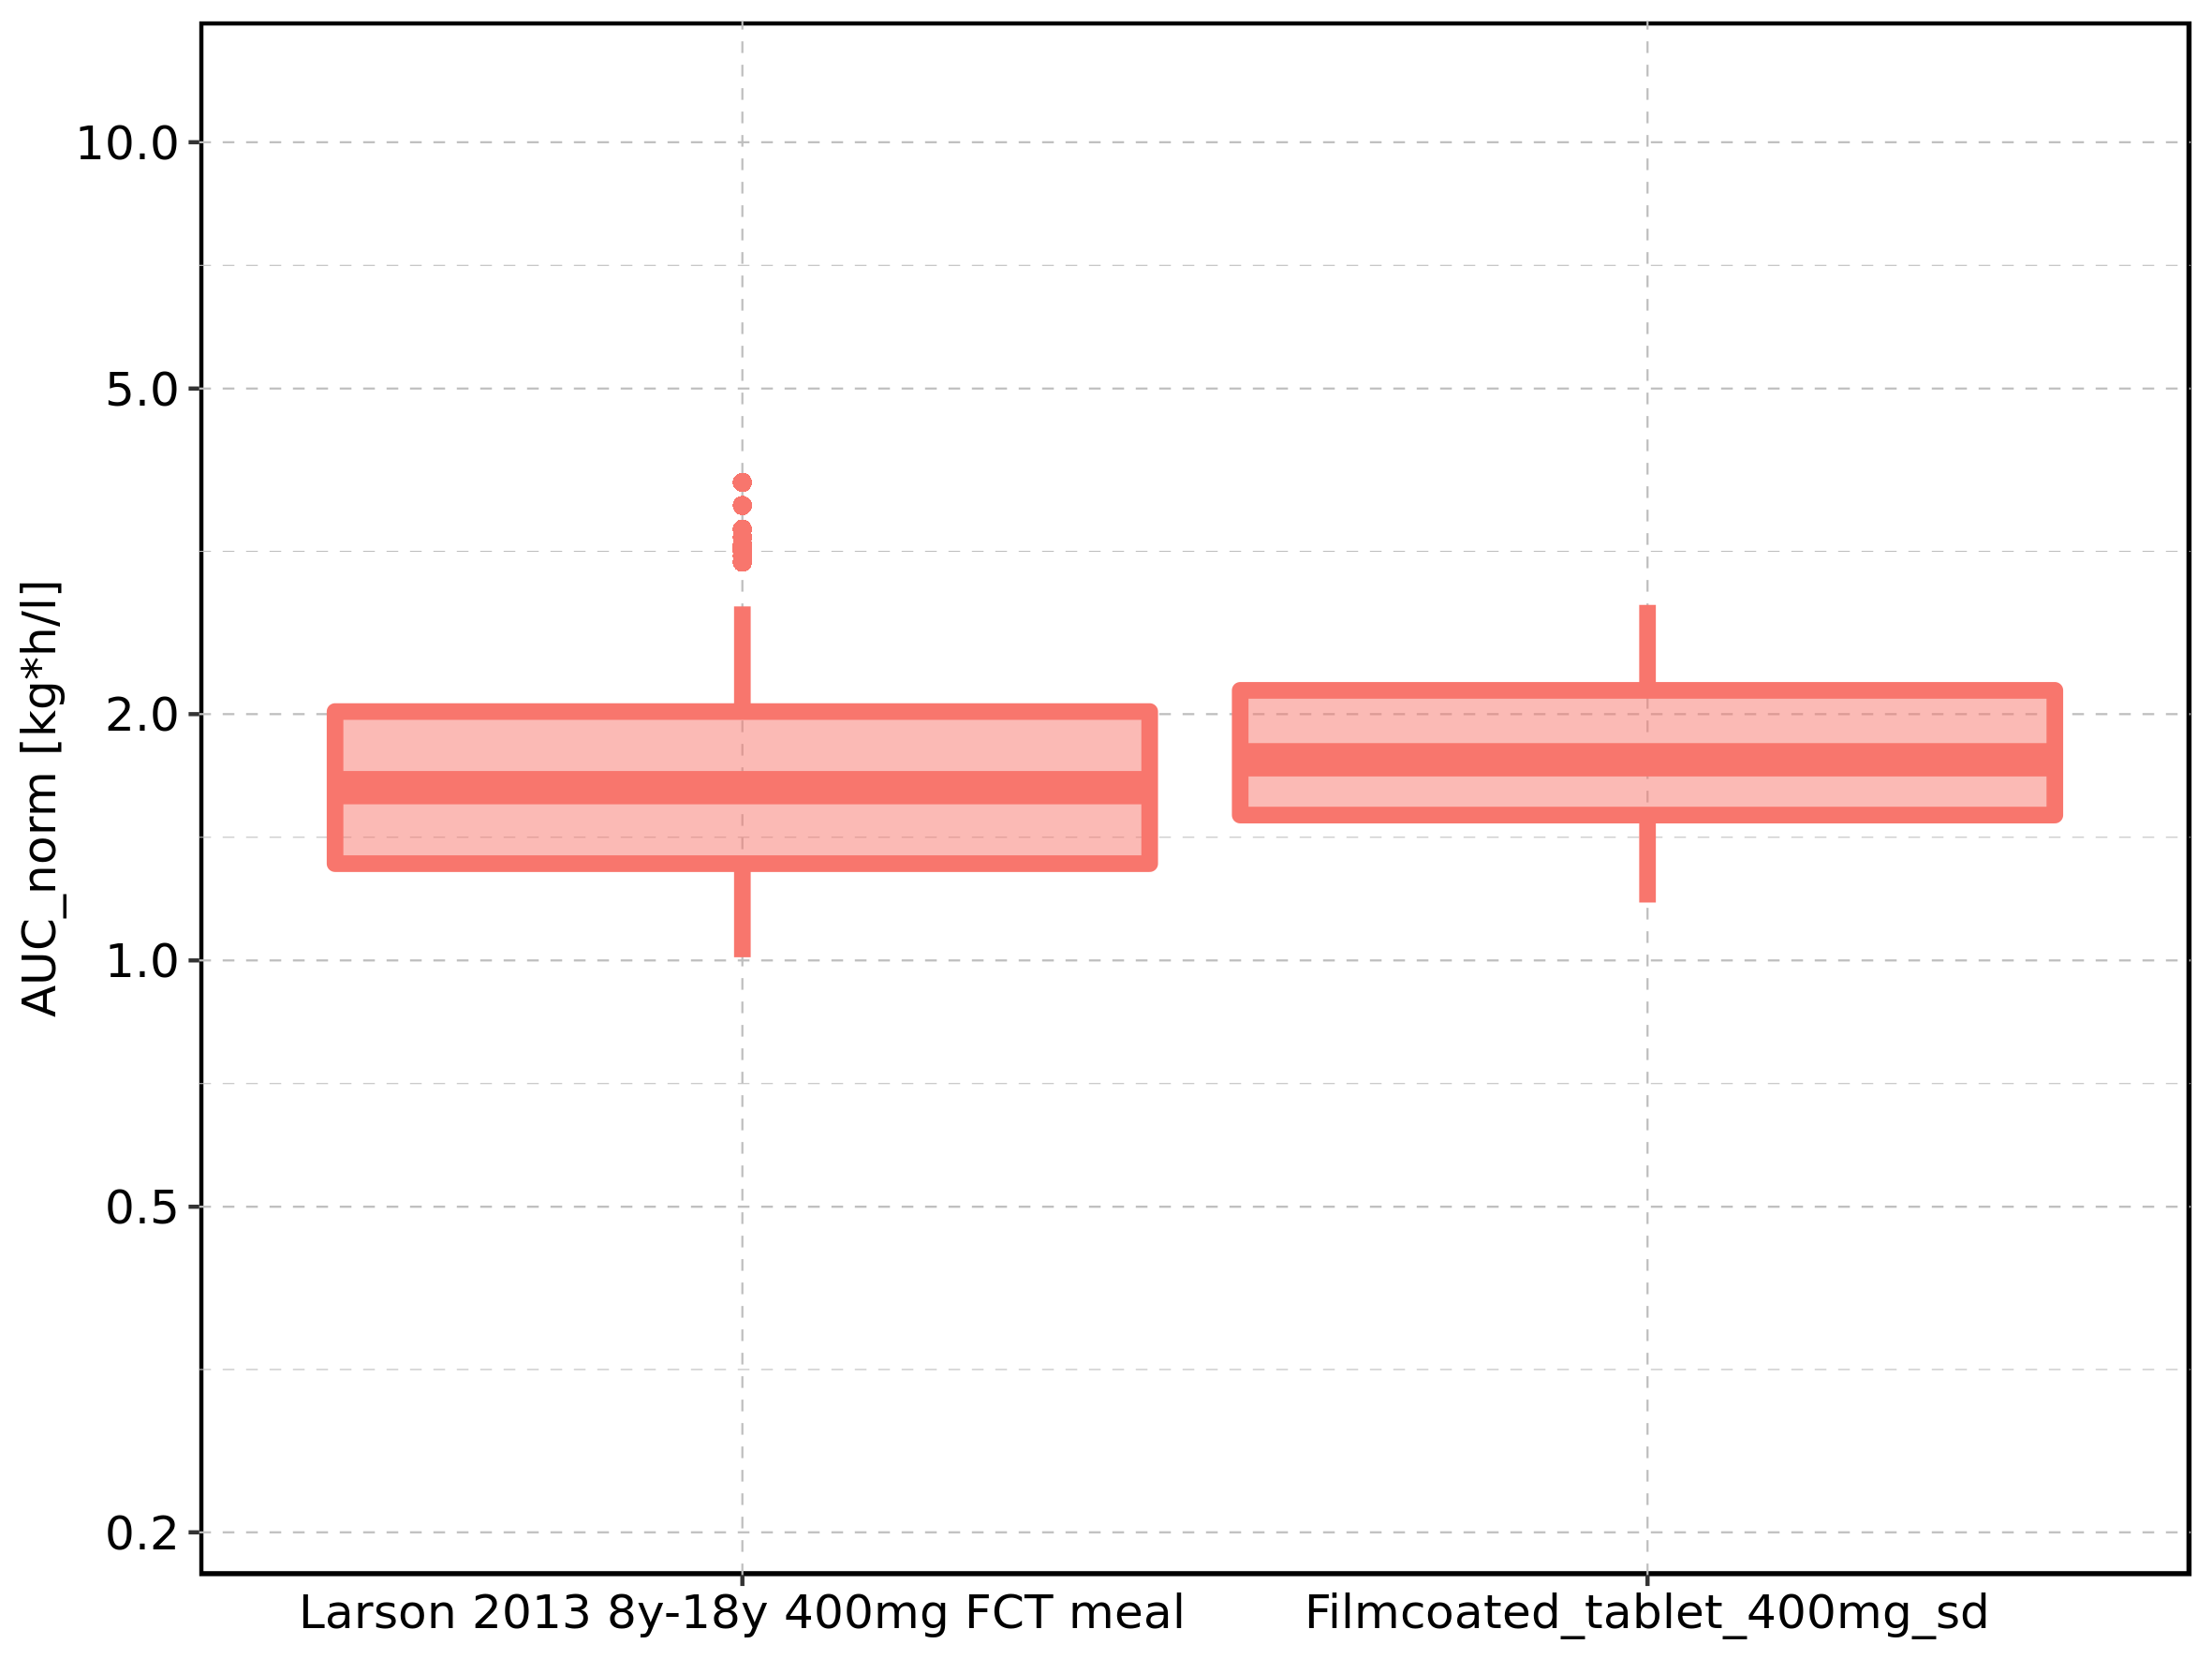 AUC_norm [kg*h/l]
10.0
5.0
2.0
1.0
0.5
0.2
Larson 2013 8y-18y 400mg FCT meal
Filmcoated_tablet_400mg_sd